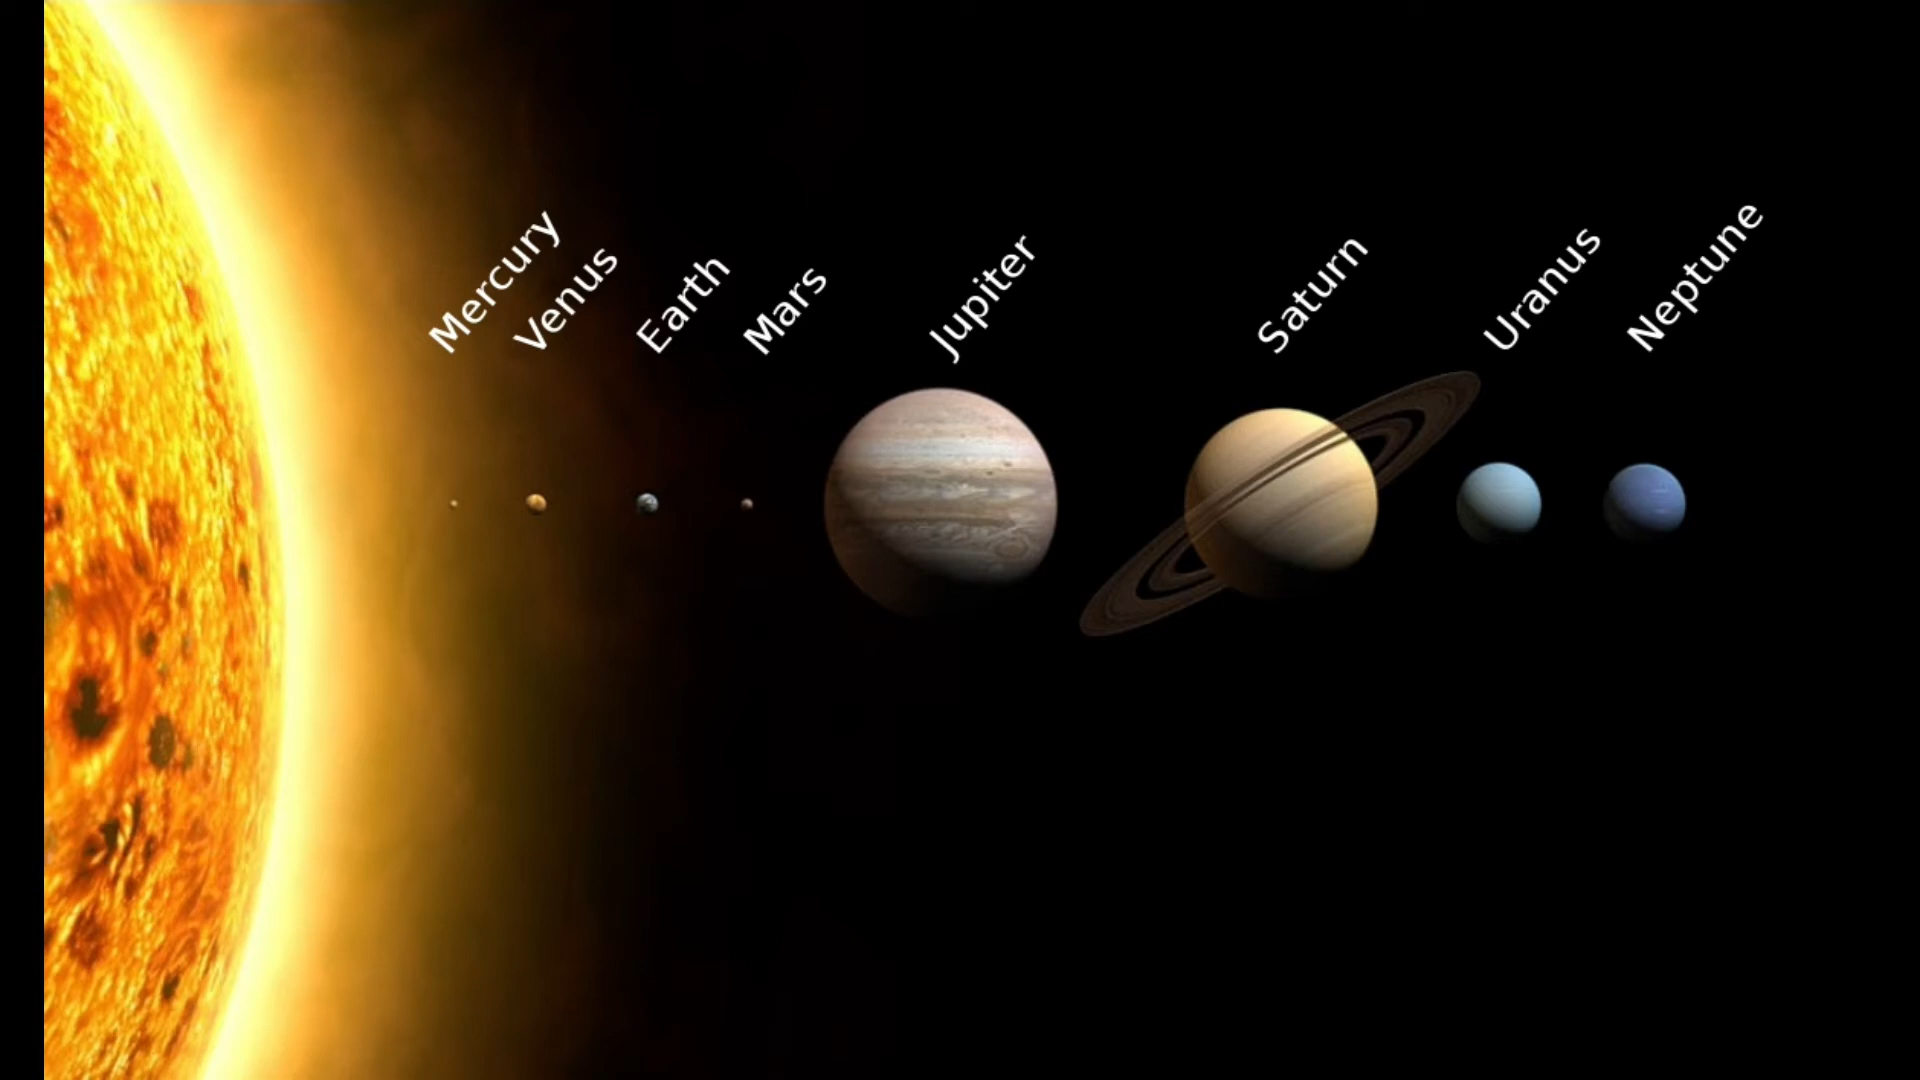 Mercury
Venus
Earth
Mars
Jupiter
Saturn
Uranus
Neptune